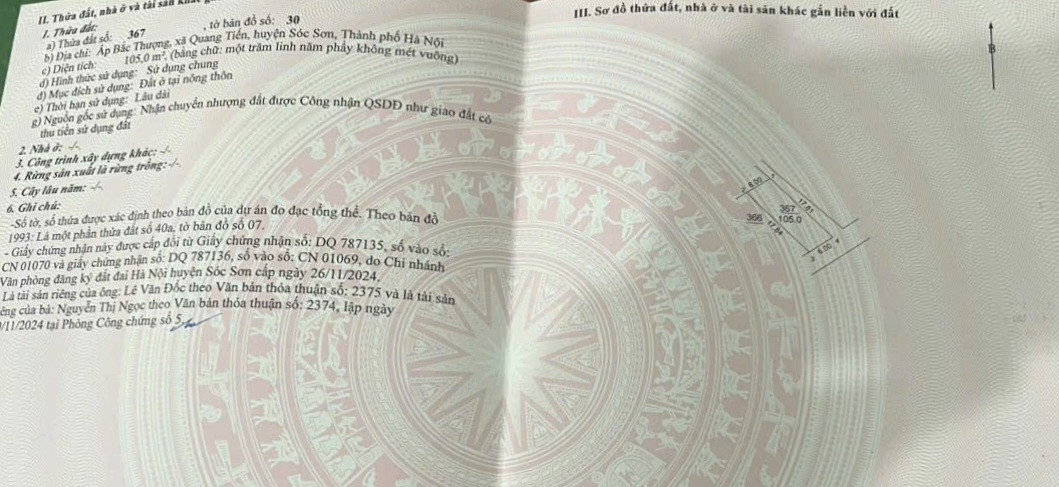 II. Thửa đất, nhà ở và tài sản
1. Thửa đất:
a) Thửa đất số: 367 , tờ bản đồ số: 30
b) Địa chỉ: Ấp Bắc Thượng, xã Quang Tiến, huyện Sóc Sơn, Thành phố Hà Nội
c) Diện tích: 105,0 m², (bằng chữ: một trăm linh năm phẩy không mét vuông)
d) Hình thức sử dụng: Sử dụng chung
đ) Mục đích sử dụng: Đất ở tại nông thôn
e) Thời hạn sử dụng: Lâu dài
g) Nguồn gốc sử dụng: Nhận chuyển nhượng đất được Công nhận QSDĐ như giao đất có
thu tiền sử dụng đất
2. Nhà ở: -/-
3. Công trình xây dựng khác: -/-
4. Rừng sản xuất là rừng trồng: -/-
5. Cây lâu năm: -/-
6. Ghi chú:
-Số tờ, số thửa được xác định theo bản đồ của dự án đo đạc tổng thể. Theo bản đồ
1993: Là một phần thửa đất số 40a, tờ bản đồ số 07.
- Giấy chứng nhận này được cấp đổi từ Giấy chứng nhận số: DQ 787135, số vào sổ:
CN 01070 và giấy chứng nhận số: DQ 787136, số vào sổ: CN 01069, do Chi nhánh
Văn phòng đăng ký đất đai Hà Nội huyện Sóc Sơn cấp ngày 26/11/2024.
Là tài sản riêng của ông: Lê Văn Đốc theo Văn bản thỏa thuận số: 2375 và là tài sản
êng của bà: Nguyễn Thị Ngọc theo Văn bản thỏa thuận số: 2374, lập ngày
/11/2024 tại Phòng Công chứng số 5
III. Sơ đồ thửa đất, nhà ở và tài sản khác gắn liền với đất
B
6.00
17.51
367
105.0
366
17.54
6.00